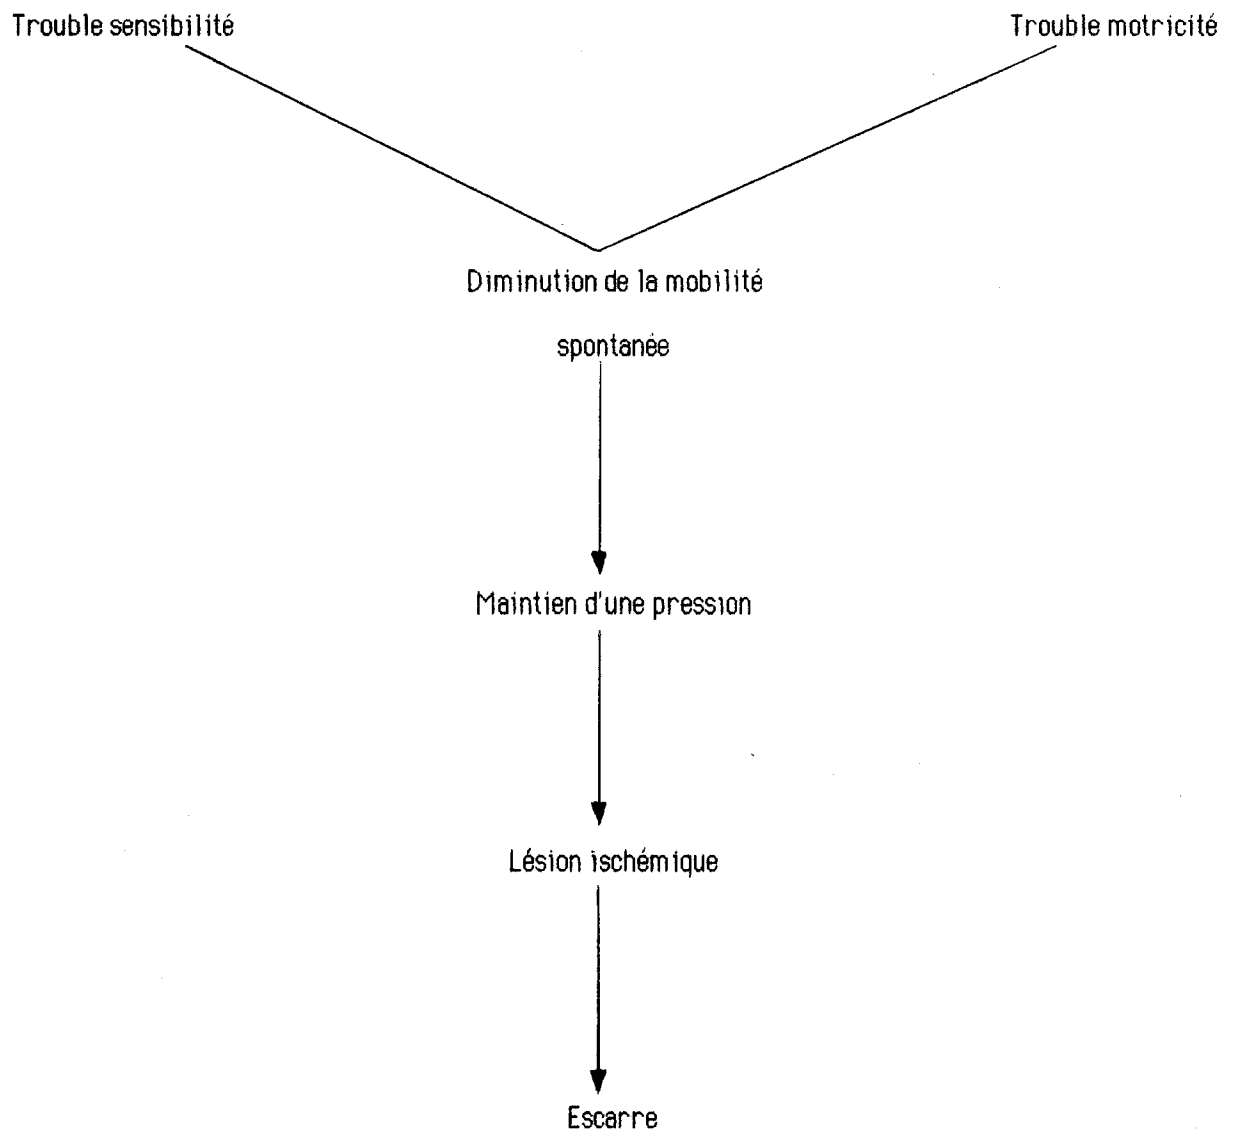 Trouble sensibilité
Trouble motricité
Diminution de la mobilité
spontanée
Maintien d'une pression
Lésion ischémique
Escarre